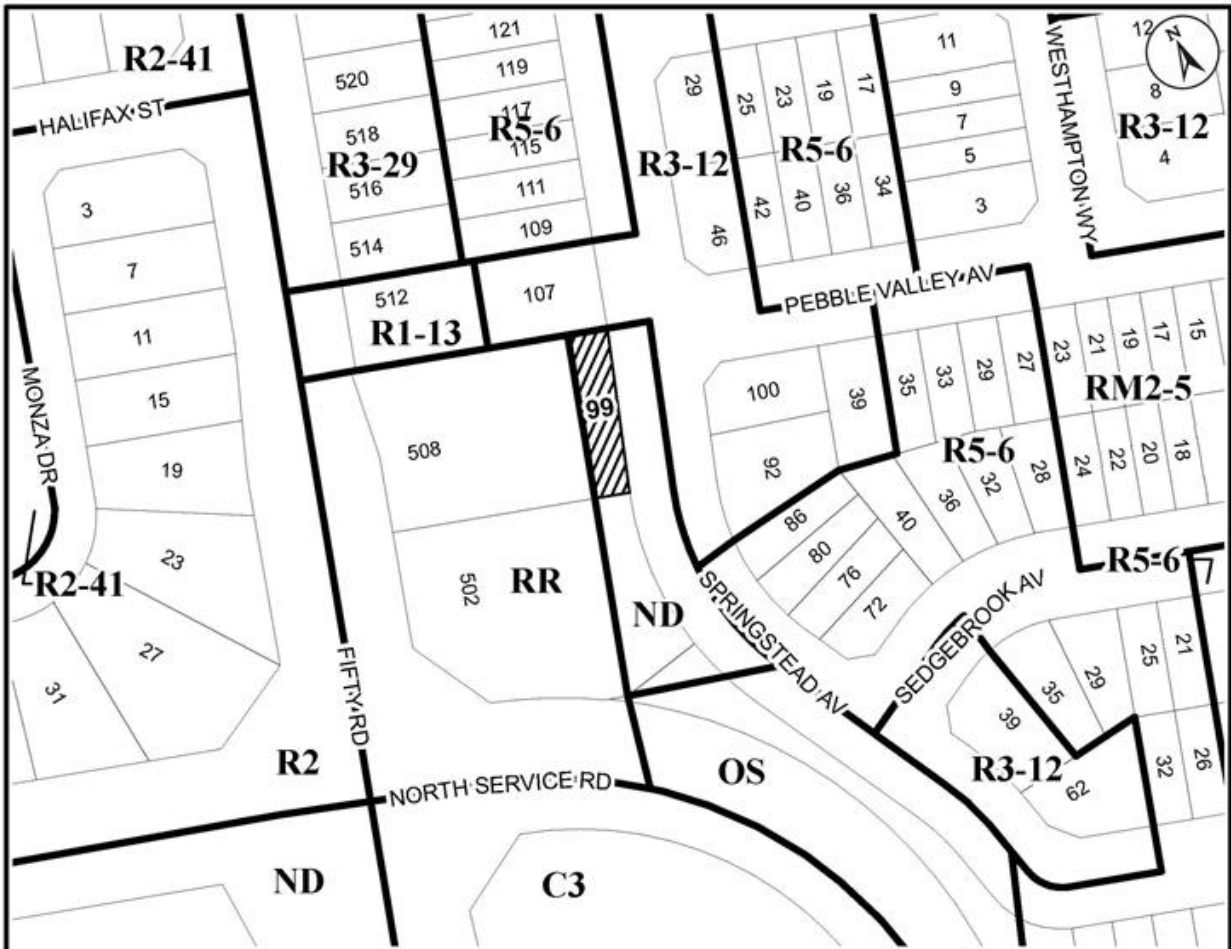 121
12
R2-41
11
119
520
29
25
23
19
17
9
8
N
HALIFAX ST
117
R5-6
R3-12
518
115
7
R3-29
R3-12
R5-6
4
5
516
111
WESTHAMPTON WY
3
42
40
36
34
3
109
46
514
7
107
PEBBLE VALLEY AV
512
R1-13
11
23
21
19
17
15
35
33
29
27
100
39
RM2-5
MONZA DR
15
99
508
R5-6
19
92
24
22
20
18
28
32
36
86
40
23
80
R5-6
7
R2-41
502
RR
76
72
SPRINGSTEAD AV
SEDGEBROOK AV
ND
27
21
25
29
35
31
39
FIFTY RD
R2
OS
R3-12
32
26
62
NORTH SERVICE RD
ND
C3